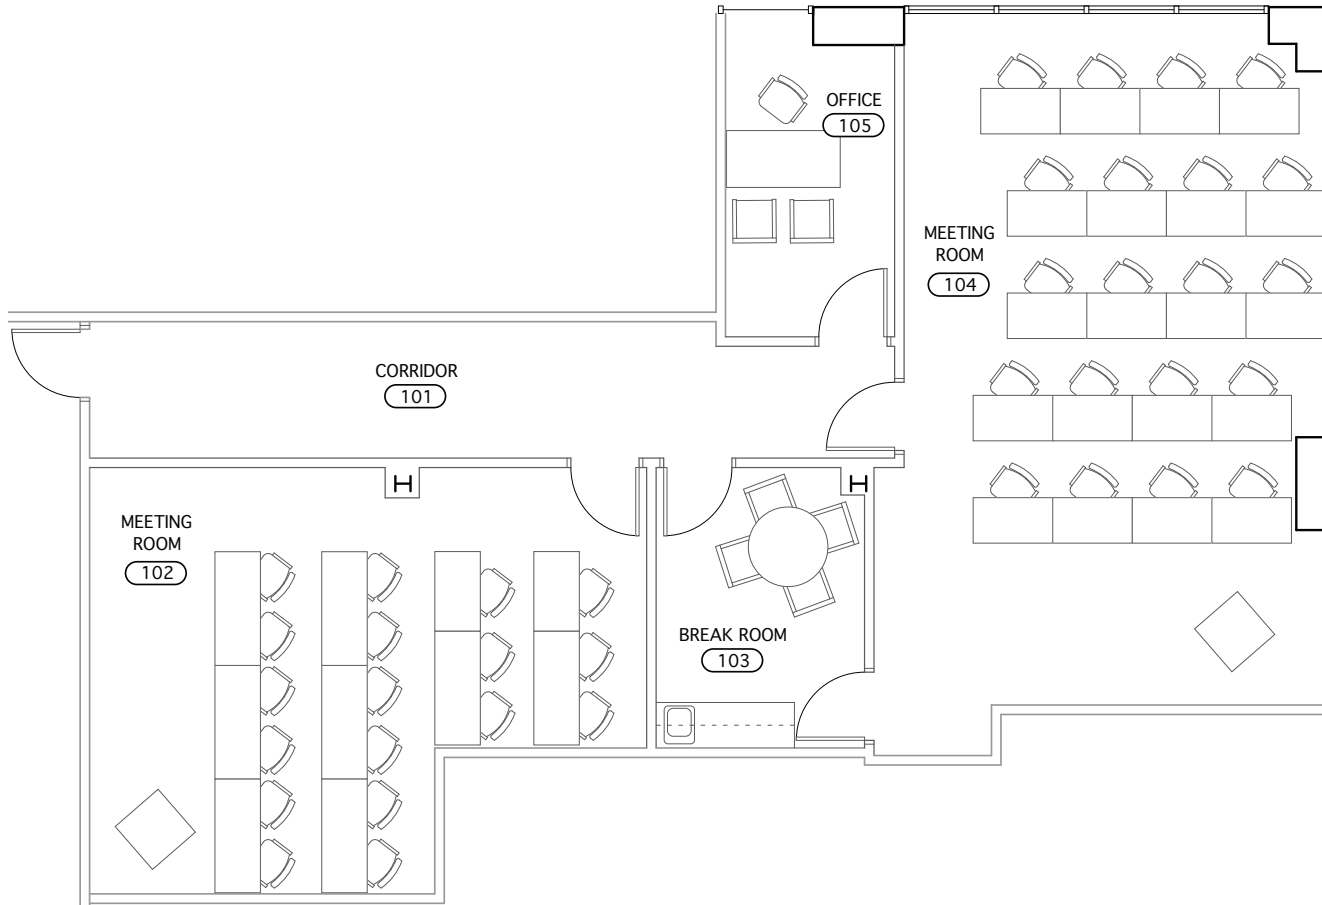 OFFICE
105
MEETING
ROOM
104
CORRIDOR
101
MEETING
ROOM
102
BREAK ROOM
103